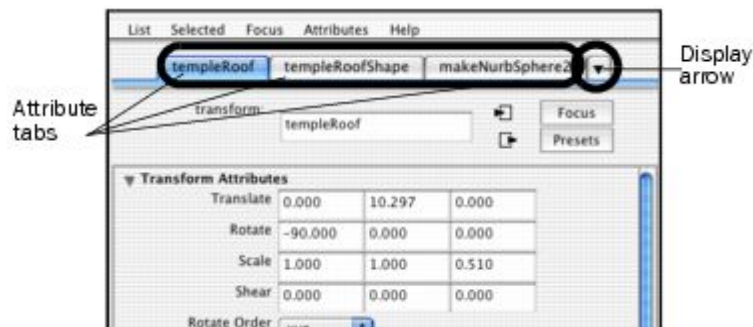 List Selected Focus Attributes Help
templeRoof templeRoofShape makeNurbSphere2
Display
arrow
Attribute
tabs
transform:
templeRoof
Focus
Presets
Transform Attributes
Translate 0.000 10.297 0.000
Rotate -90.000 0.000 0.000
Scale 1.000 1.000 0.510
Shear 0.000 0.000 0.000
Rotate Order